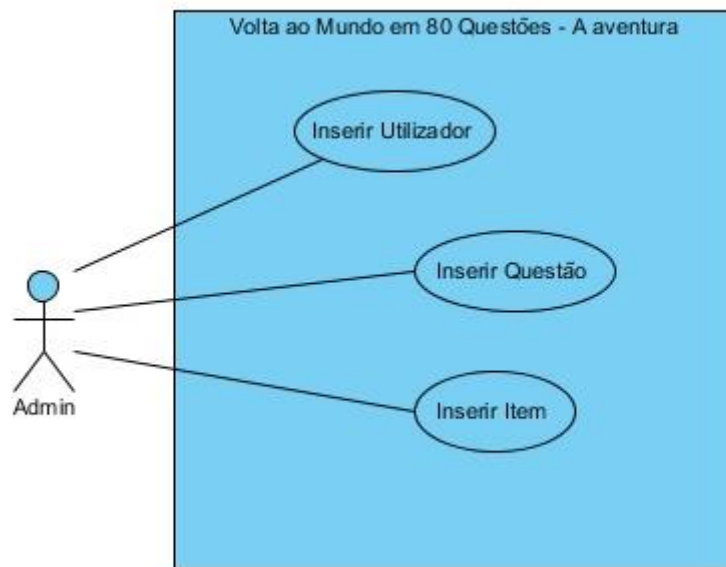 Volta ao Mundo em 80 Questões - A aventura
Inserir Utilizador
Inserir Questão
Inserir Item
Admin